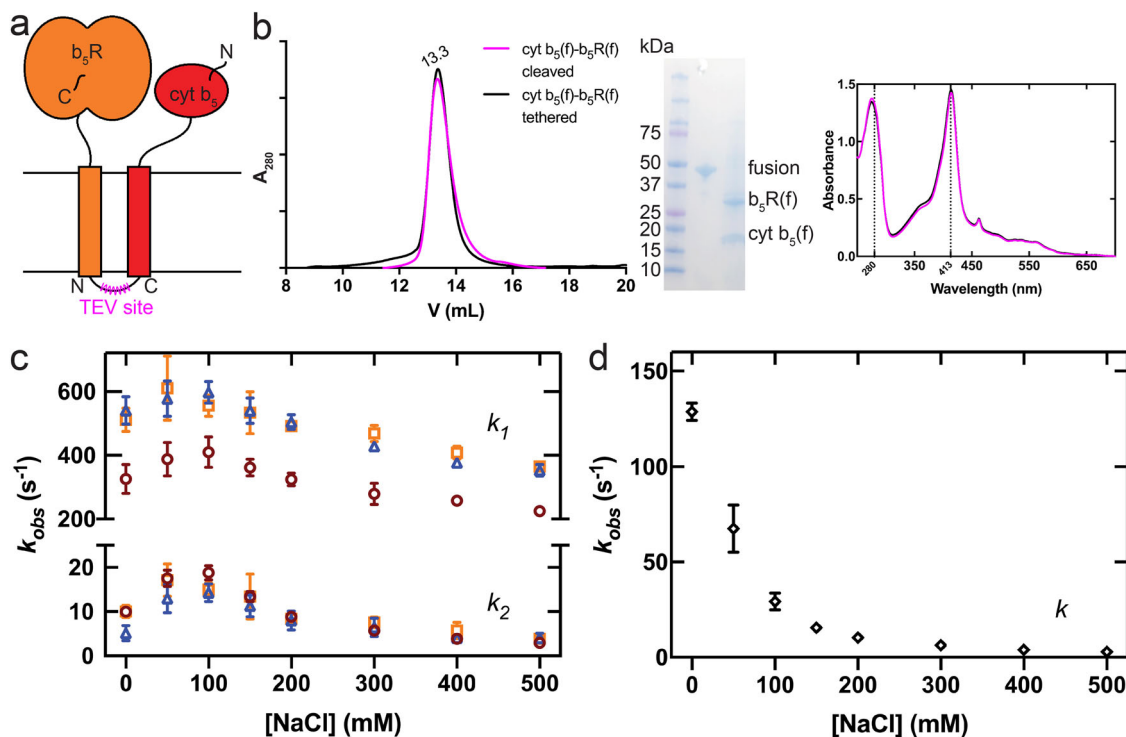 a
b₅R
C
N
cyt b₅
N
C
TEV site
b
13.3
cyt b₅(f)-b₅R(f)
cleaved
cyt b₅(f)-b₅R(f)
tethered
A₂₈₀
8 10 12 14 16 18 20
V (mL)
kDa
75
50
37
25
20
15
10
fusion
b₅R(f)
cyt b₅(f)
1.5
1.0
0.5
0.0
Absorbance
280 350 413 450 550 650
Wavelength (nm)
c
600
400
200
20
10
0
k_obs (s⁻¹)
k₁
k₂
0 100 200 300 400 500
[NaCl] (mM)
d
150
100
50
0
k_obs (s⁻¹)
k
0 100 200 300 400 500
[NaCl] (mM)